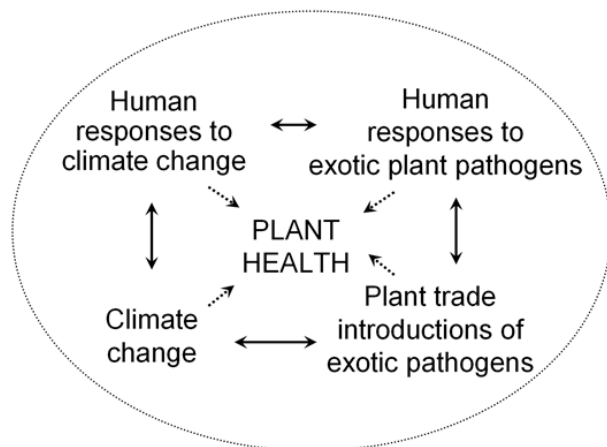 Human
responses to
climate change
Human
responses to
exotic plant pathogens
PLANT
HEALTH
Climate
change
Plant trade
introductions of
exotic pathogens